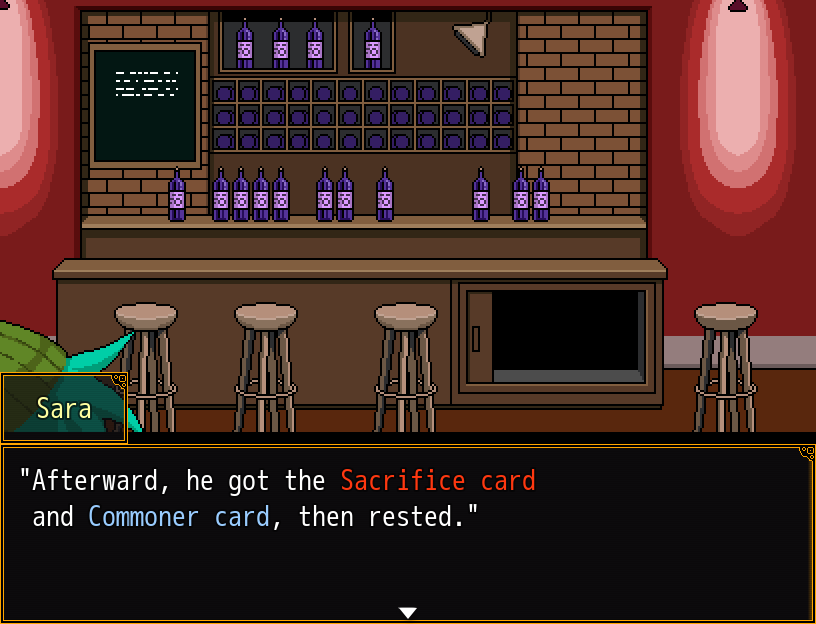 Sara
"Afterward, he got the Sacrifice card
and Commoner card, then rested."